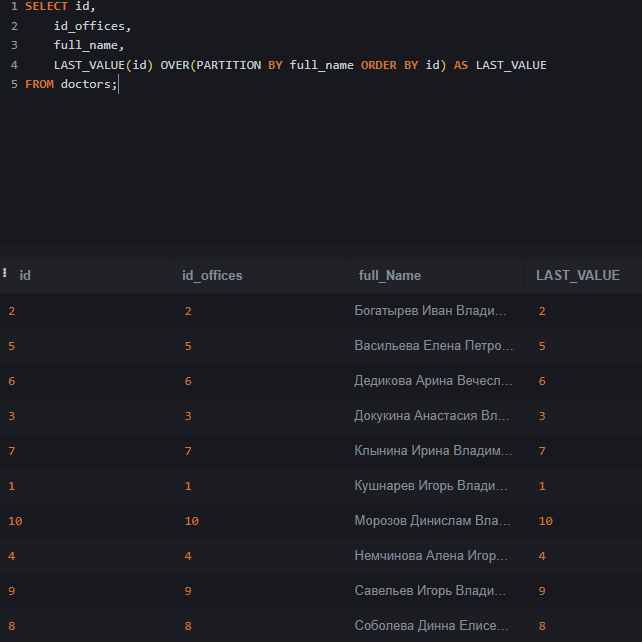 1 SELECT id,
2 id_offices,
3 full_name,
4 LAST_VALUE(id) OVER(PARTITION BY full_name ORDER BY id) AS LAST_VALUE
5 FROM doctors;
id id_offices full_Name LAST_VALUE
2 2 Богатырев Иван Влади... 2
5 5 Васильева Елена Петро... 5
6 6 Дедикова Арина Вечесл... 6
3 3 Докукина Анастасия Вл... 3
7 7 Клынина Ирина Владим... 7
1 1 Кушнарев Игорь Влади... 1
10 10 Морозов Динислам Вла... 10
4 4 Немчинова Алена Игор... 4
9 9 Савельев Игорь Влади... 9
8 8 Соболева Динна Елисе... 8